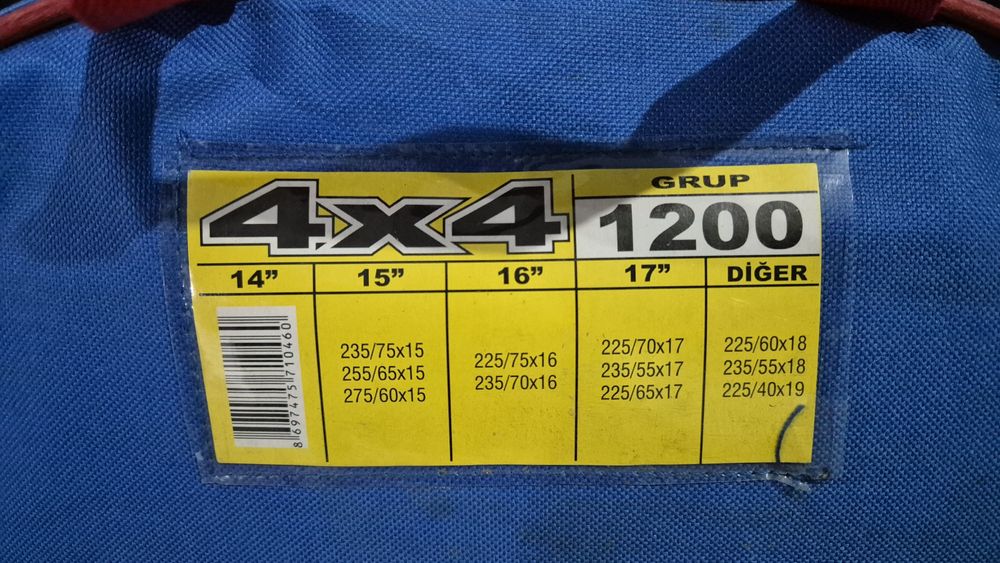 4x4
GRUP
1200
14” 15” 16” 17” DİĞER
235/75x15
255/65x15
275/60x15
225/75x16
235/70x16
225/70x17
235/55x17
225/65x17
225/60x18
235/55x18
225/40x19
8697475710460